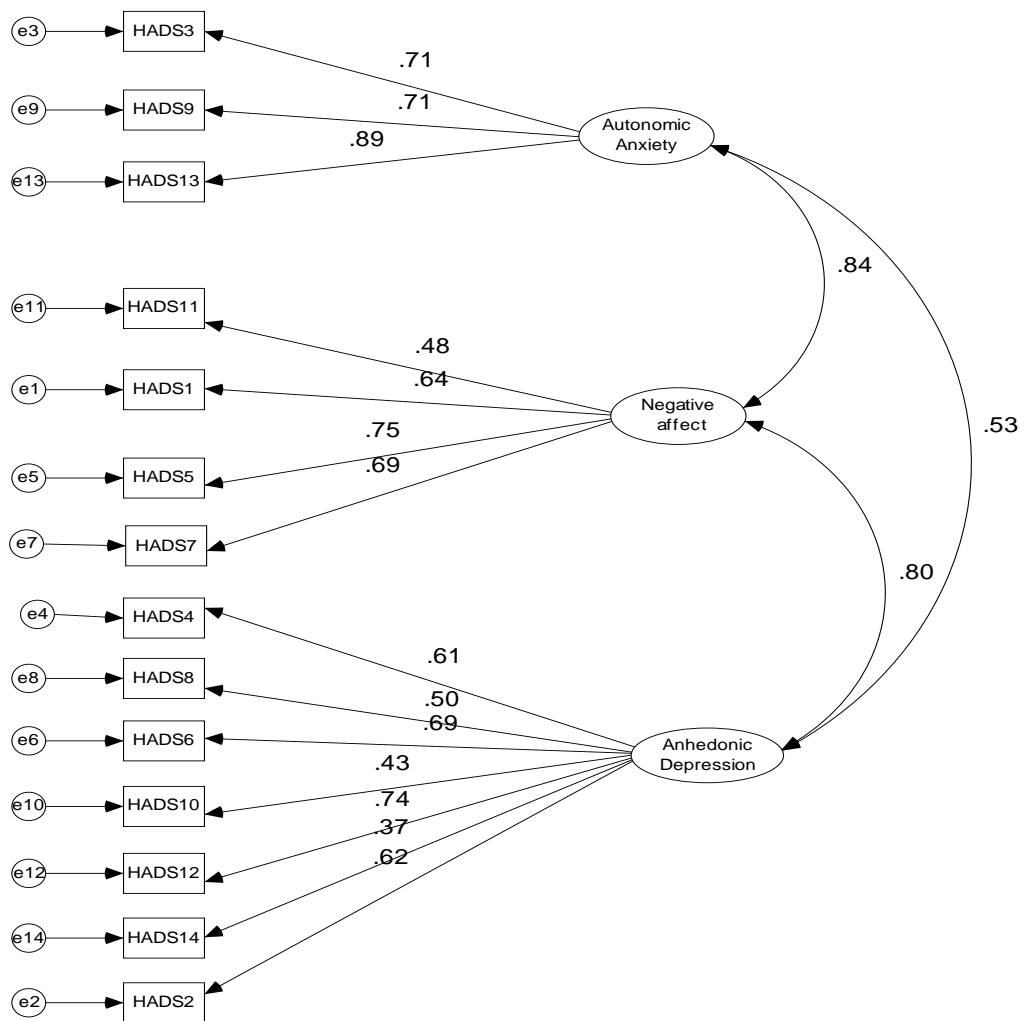 e3
HADS3
.71
e9
HADS9
.71
Autonomic
Anxiety
.89
e13
HADS13
.84
e11
HADS11
.48
e1
HADS1
.64
Negative
affect
.53
.75
e5
HADS5
.69
e7
HADS7
.80
e4
HADS4
.61
e8
HADS8
.50
.69
e6
HADS6
Anhedonic
Depression
.43
e10
HADS10
.74
.37
e12
HADS12
.62
e14
HADS14
e2
HADS2